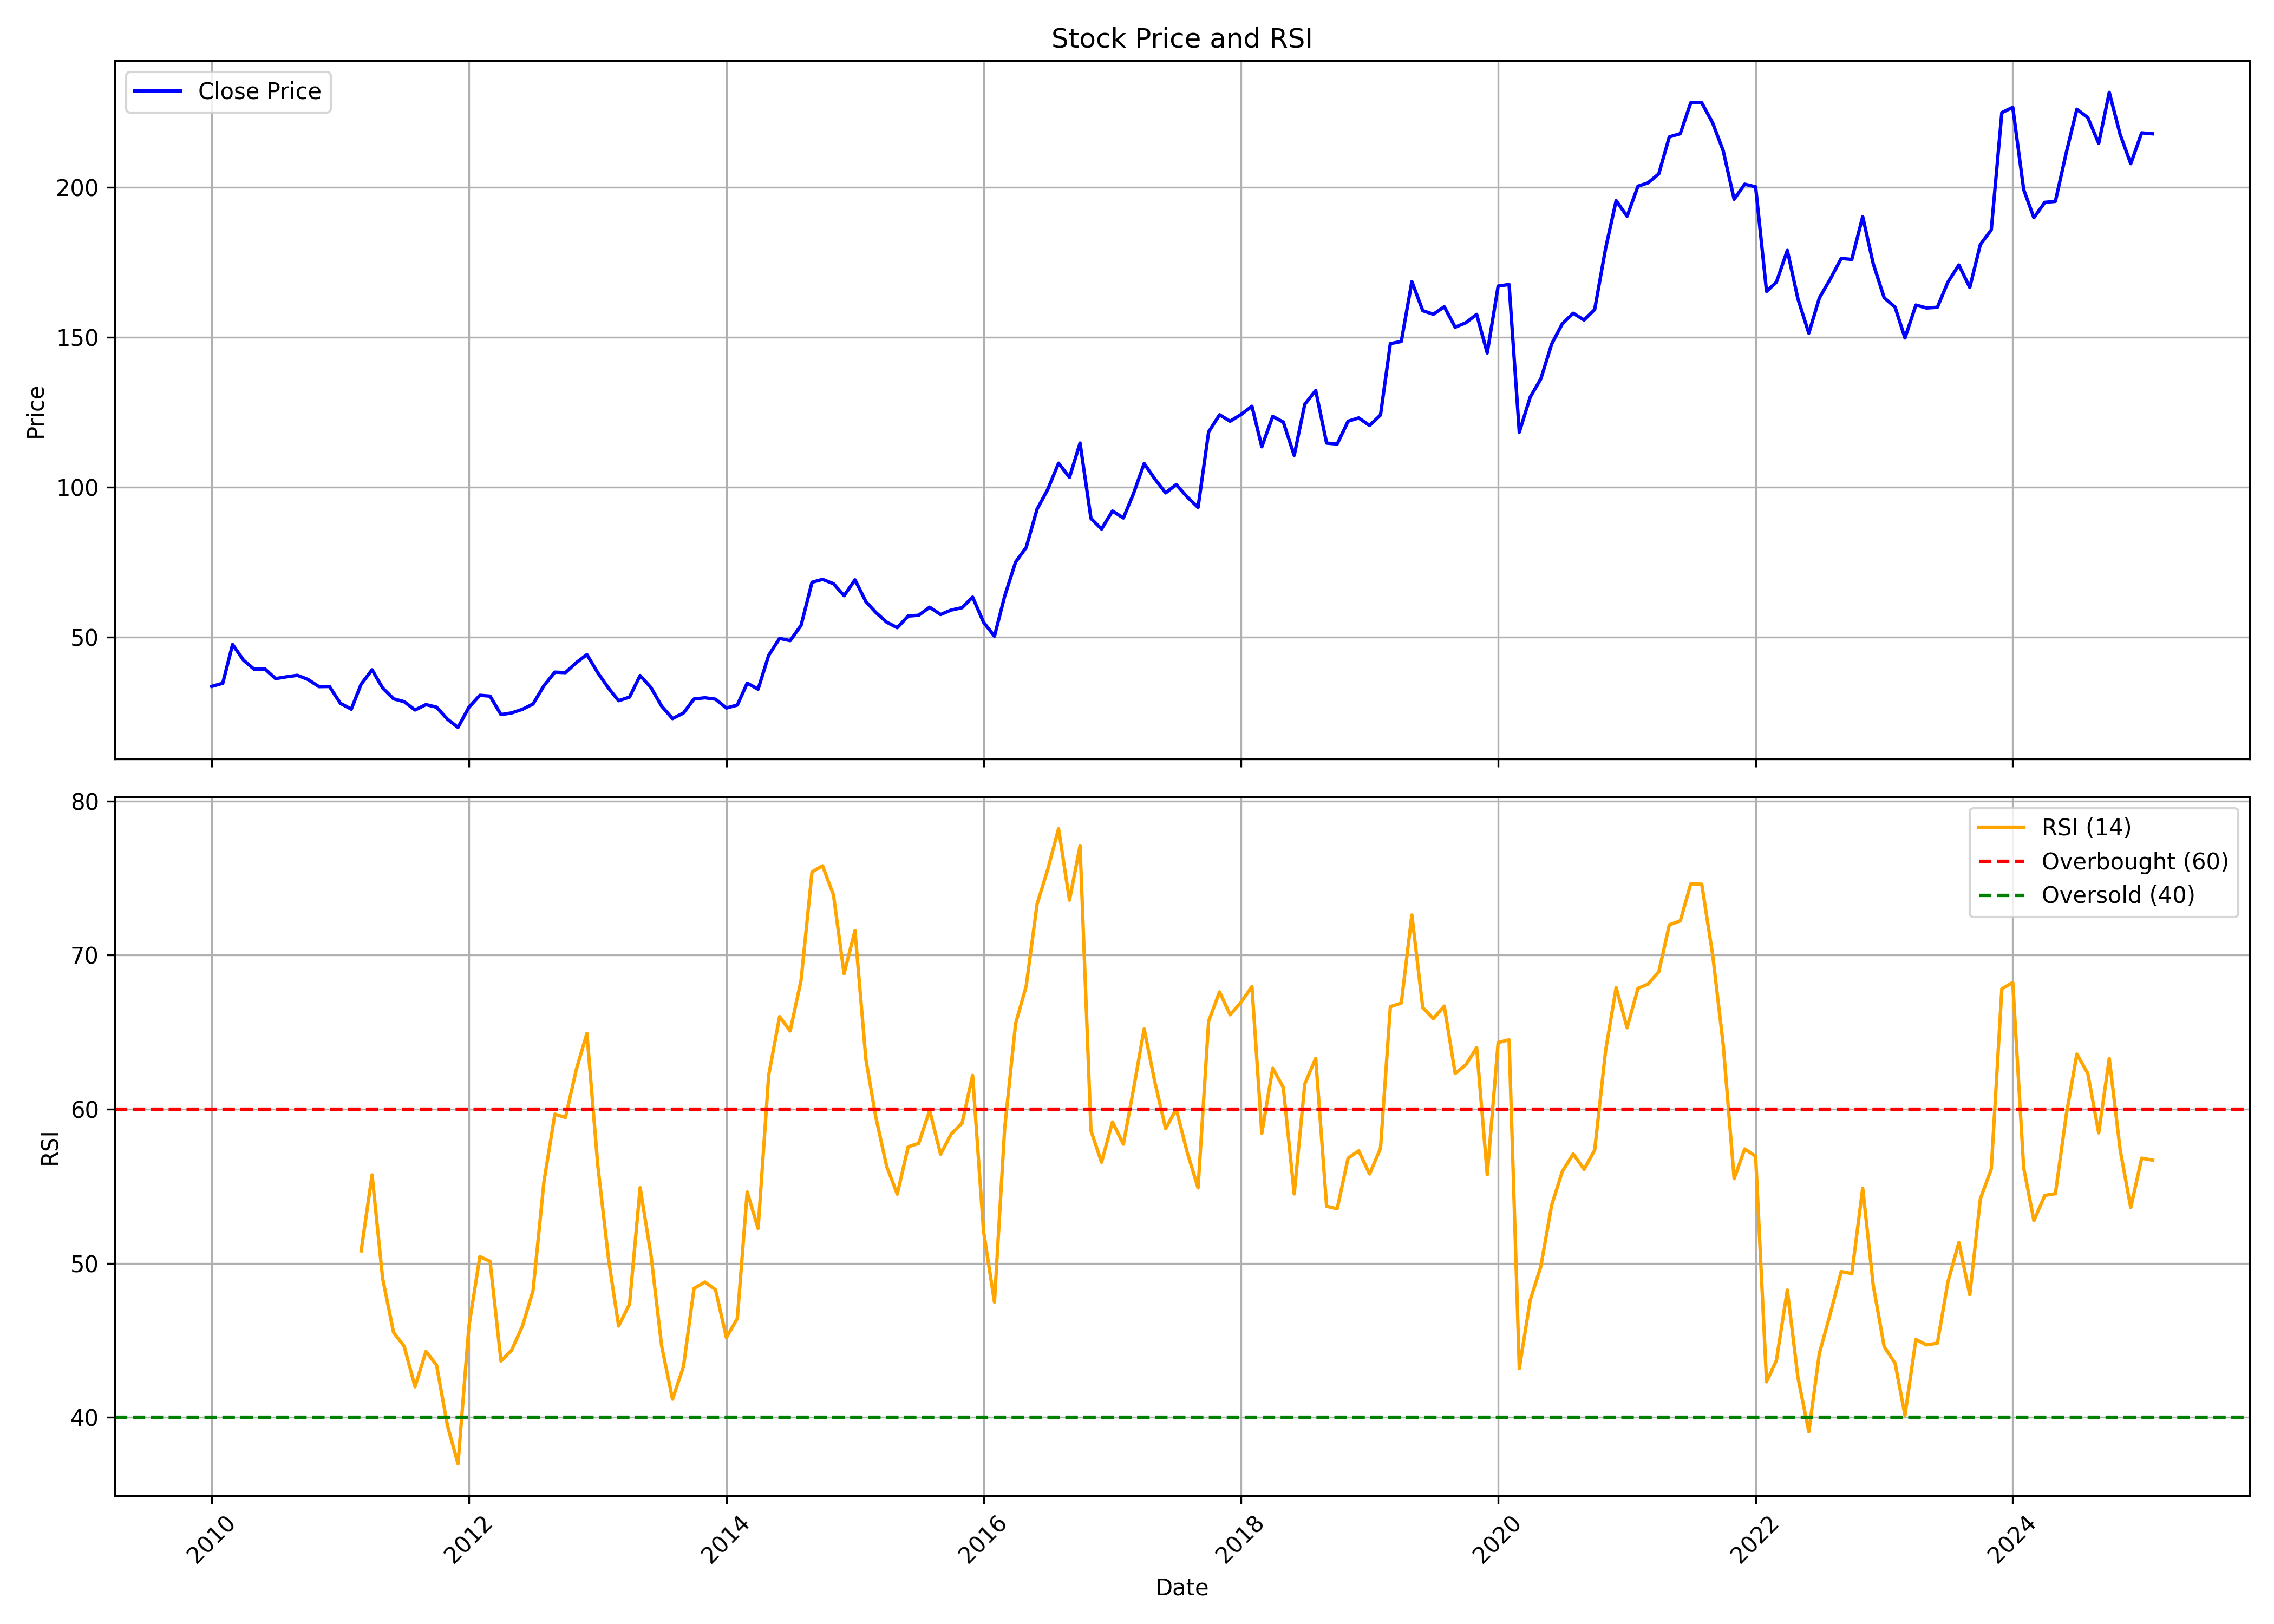 Stock Price and RSI
Close Price
Price
200
150
100
50
80
70
60
50
40
RSI
RSI (14)
Overbought (60)
Oversold (40)
2010
2012
2014
2016
2018
2020
2022
2024
Date